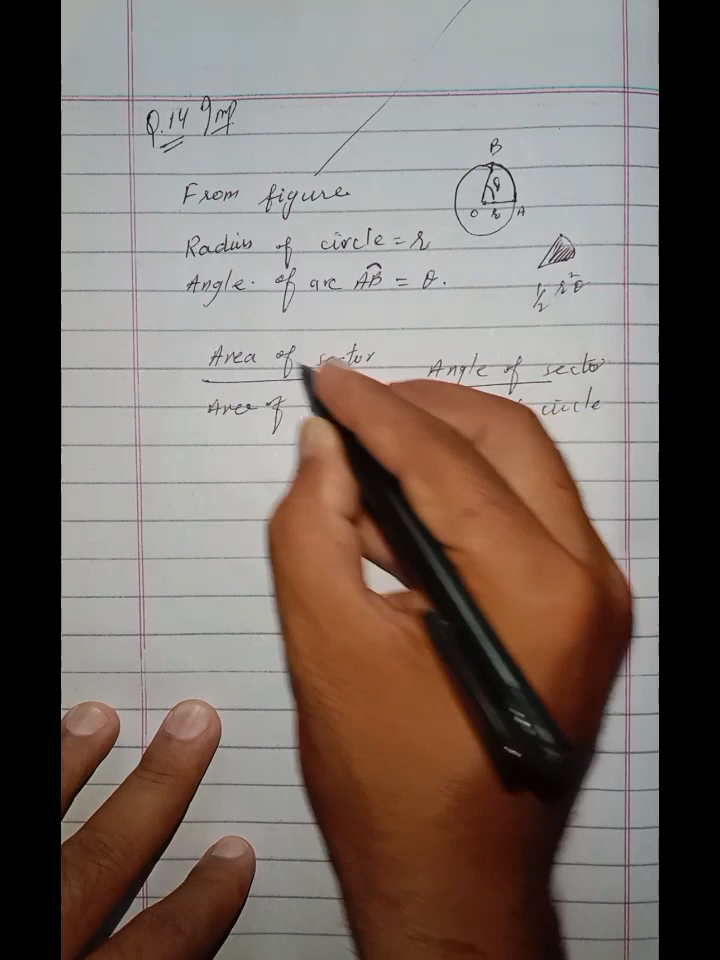 Q.14 Imp
B
θ
O r A
From figure
Radius of circle = r
Angle of arc AB = θ.
1/2 r²θ
Area of sector Angle of sector
Area of circle